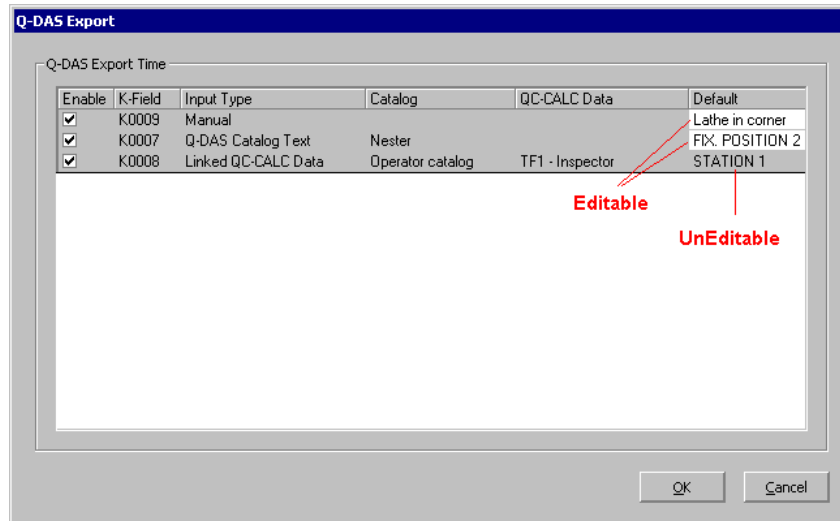 Q-DAS Export
Q-DAS Export Time
Enable K-Field Input Type Catalog QC-CALC Data Default
K0009 Manual Lathe in corner
K0007 Q-DAS Catalog Text Nester FIX. POSITION 2
K0008 Linked QC-CALC Data Operator catalog TF1 - Inspector STATION 1
Editable
UnEditable
OK Cancel